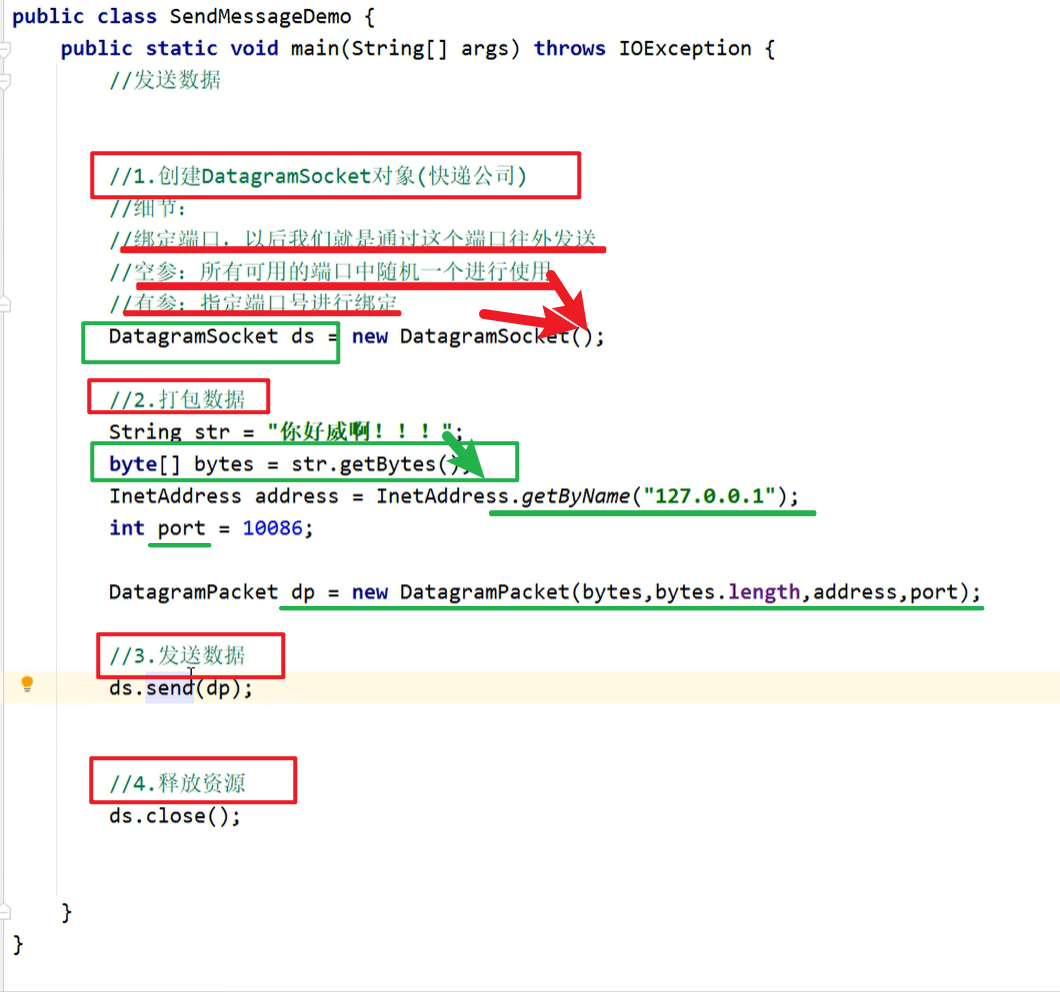 public class SendMessageDemo {
public static void main(String[] args) throws IOException {
//发送数据
//1.创建DatagramSocket对象(快递公司)
//细节：
//绑定端口，以后我们就是通过这个端口往外发送
//空参：所有可用的端口中随机一个进行使用
//有参：指定端口号进行绑定
DatagramSocket ds = new DatagramSocket();
//2.打包数据
String str = "你好威啊！！！";
byte[] bytes = str.getBytes();
InetAddress address = InetAddress.getByName("127.0.0.1");
int port = 10086;
DatagramPacket dp = new DatagramPacket(bytes,bytes.length,address,port);
//3.发送数据
ds.send(dp);
//4.释放资源
ds.close();
}
}